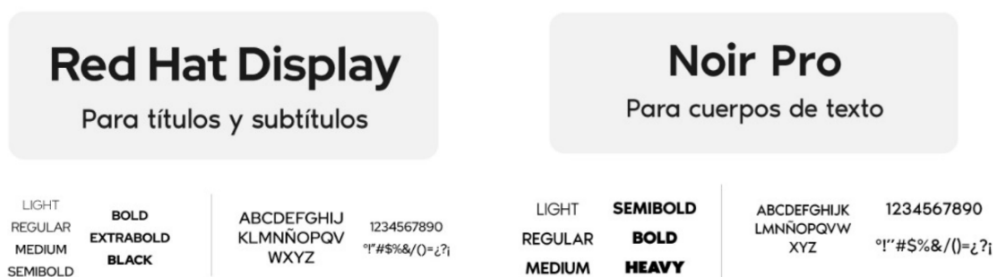 Red Hat Display
Para títulos y subtítulos
LIGHT
REGULAR
MEDIUM
SEMIBOLD
BOLD
EXTRABOLD
BLACK
ABCDEFGHIJ
KLMNÑOPQV
WXYZ
1234567890
°!"#$%&/()=¿?¡
Noir Pro
Para cuerpos de texto
LIGHT
REGULAR
MEDIUM
SEMIBOLD
BOLD
HEAVY
ABCDEFGHIJK
LMNÑOPQVW
XYZ
1234567890
°!"#$%&/()=¿?¡